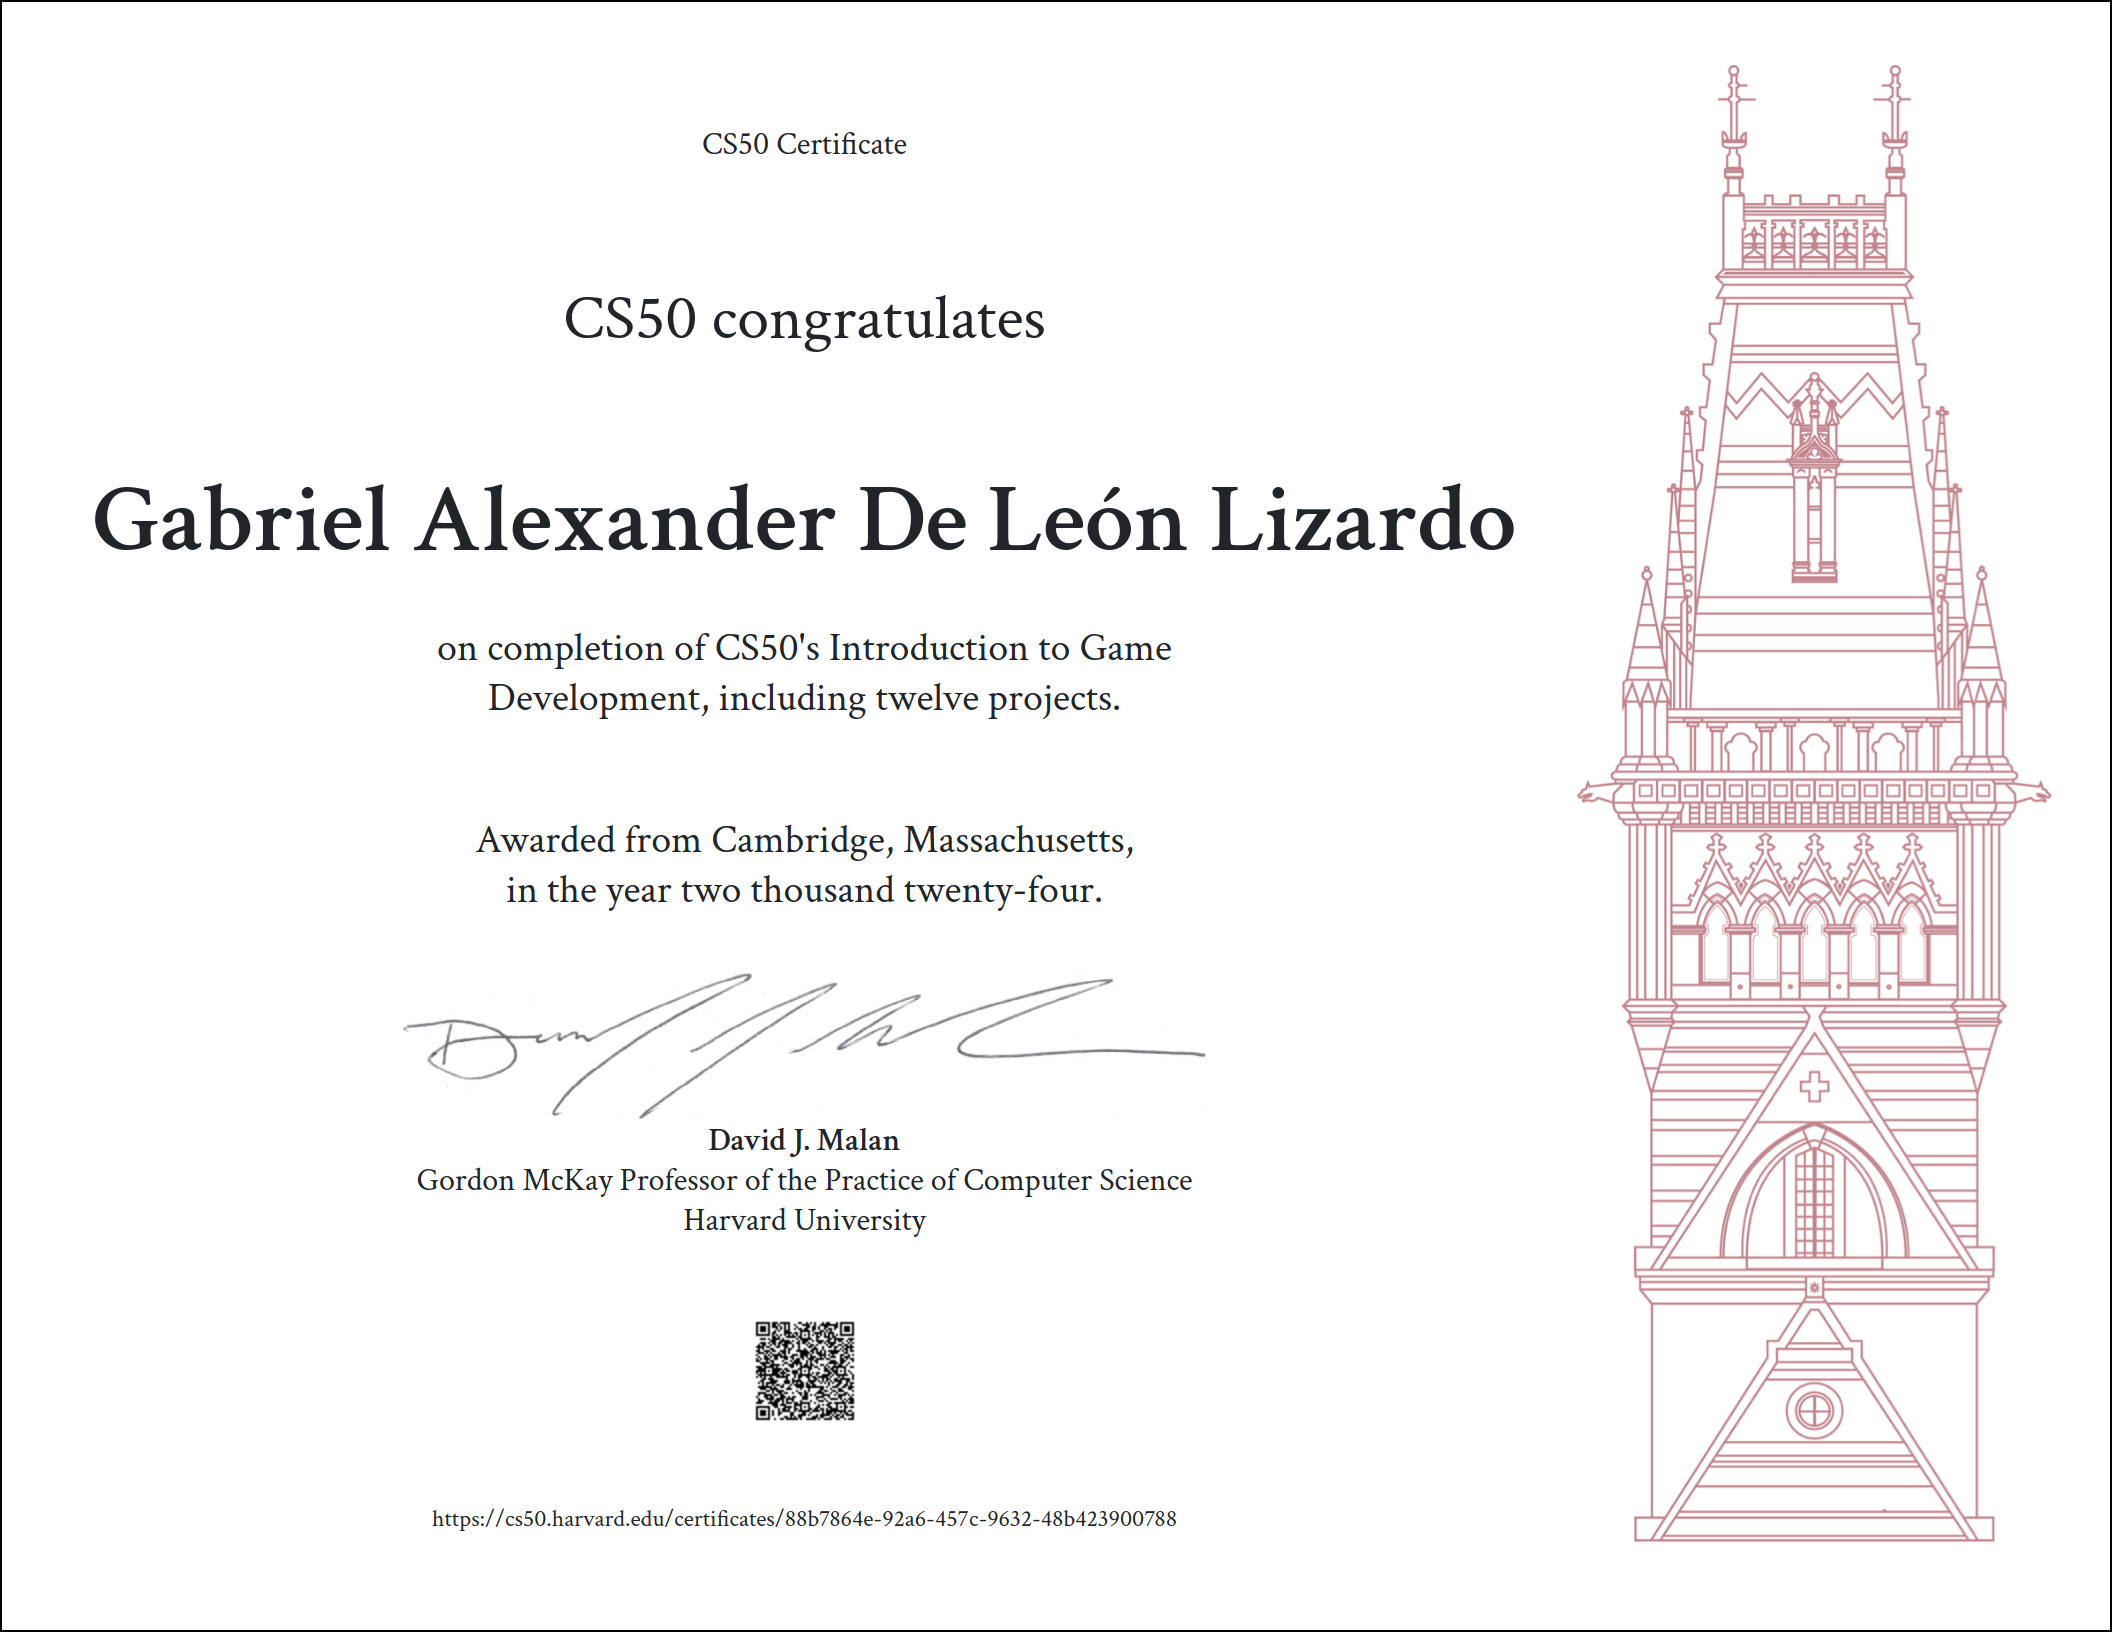 CS50 Certificate
CS50 congratulates
Gabriel Alexander De León Lizardo
on completion of CS50's Introduction to Game
Development, including twelve projects.
Awarded from Cambridge, Massachusetts,
in the year two thousand twenty-four.
David J. Malan
Gordon McKay Professor of the Practice of Computer Science
Harvard University
https://cs50.harvard.edu/certificates/88b7864e-92a6-457c-9632-48b423900788